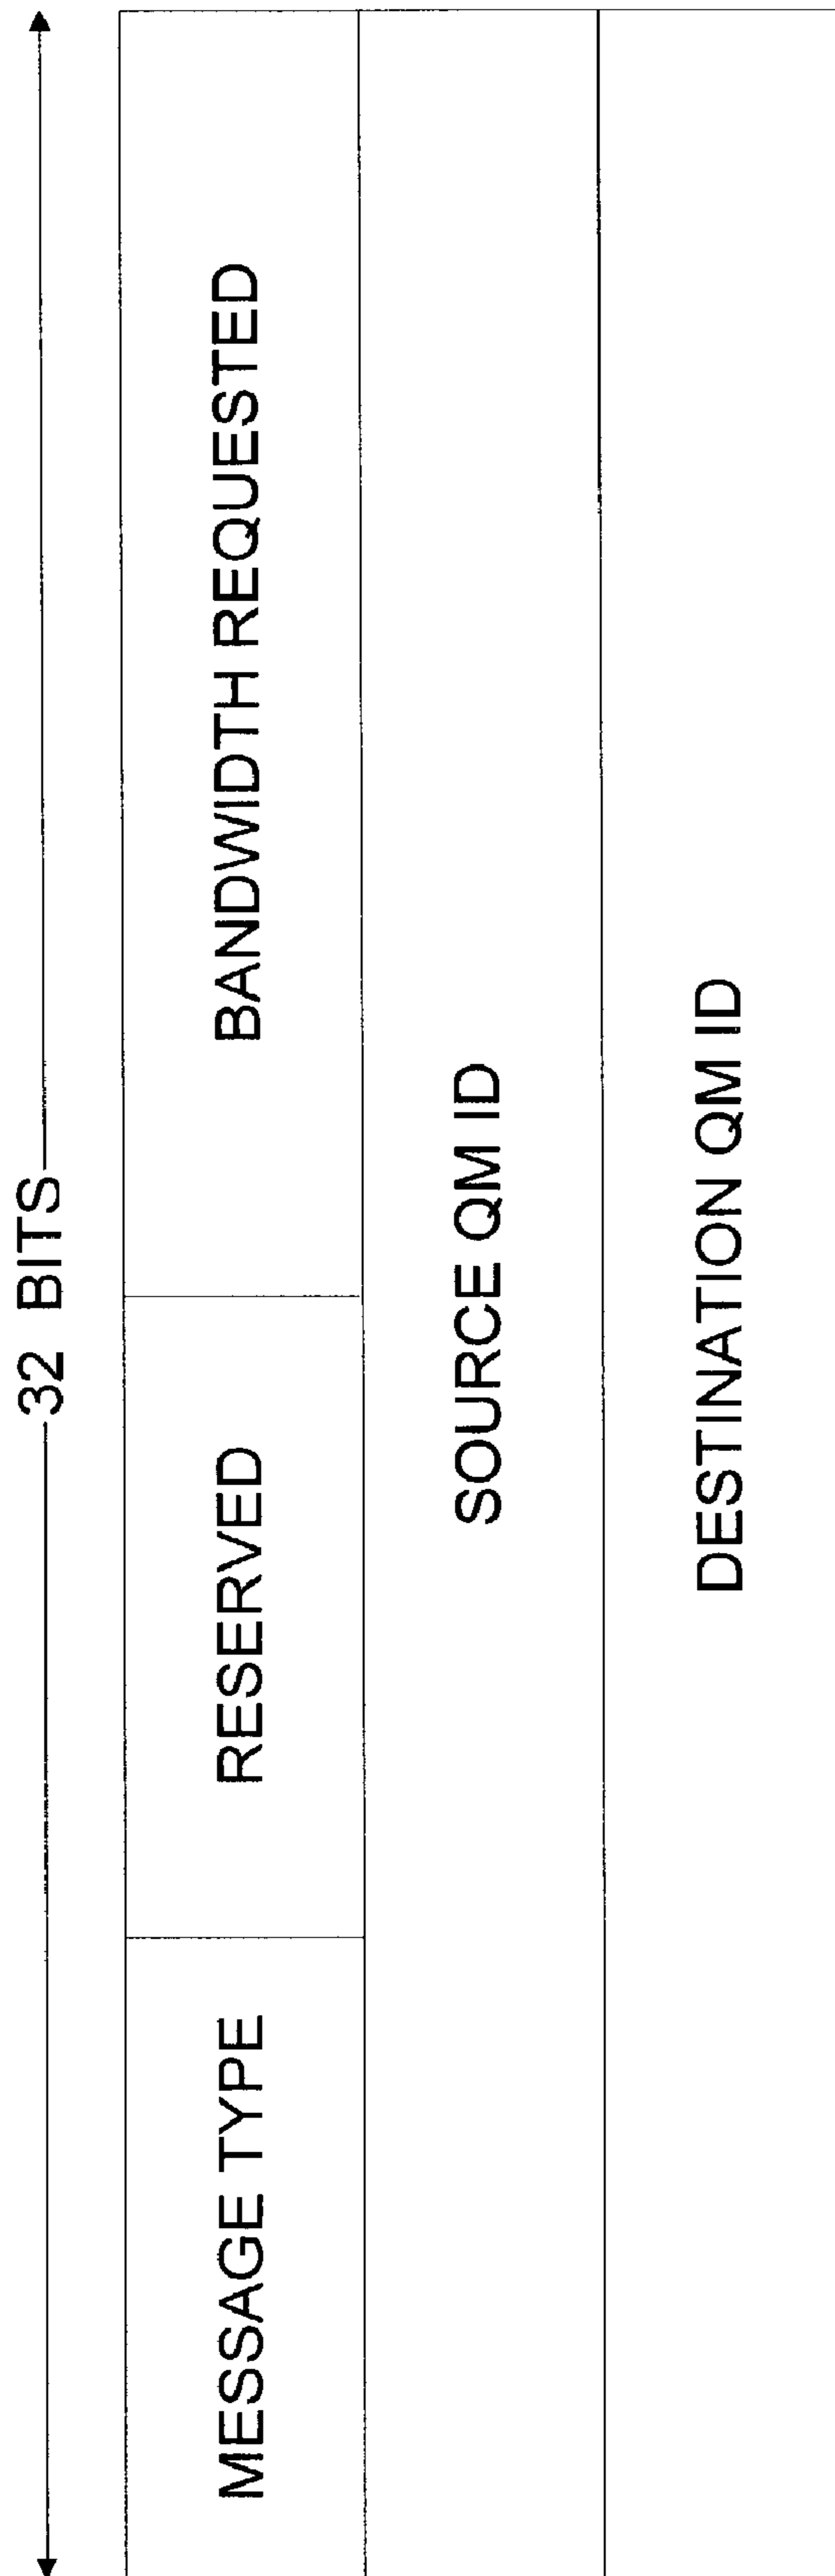 32 BITS
MESSAGE TYPE
RESERVED
BANDWIDTH REQUESTED
SOURCE QM ID
DESTINATION QM ID